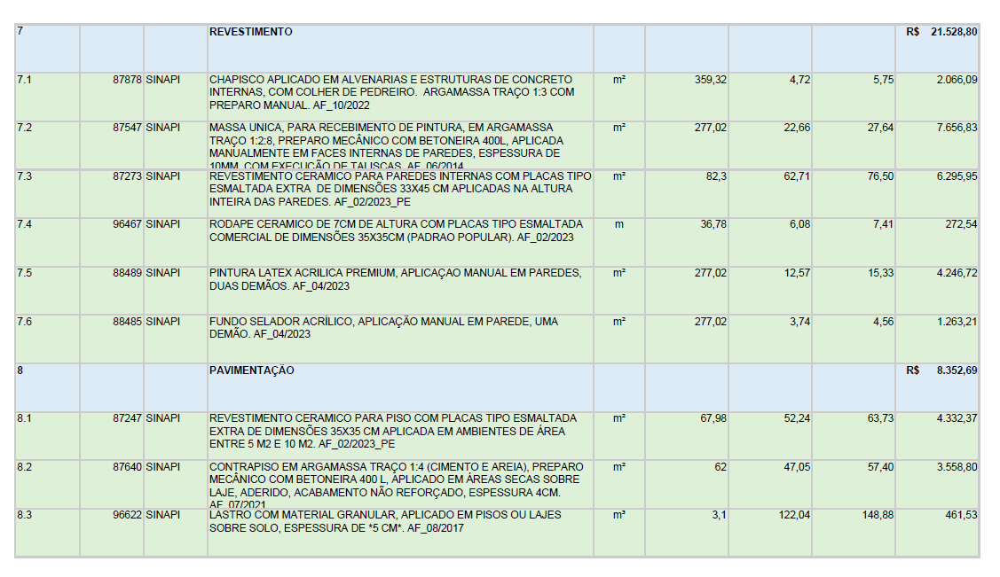 7 REVESTIMENTO R$ 21.528,80
7.1 87878 SINAPI CHAPISCO APLICADO EM ALVENARIAS E ESTRUTURAS DE CONCRETO m² 359,32 4,72 5,75 2.066,09
INTERNAS, COM COLHER DE PEDREIRO. ARGAMASSA TRAÇO 1:3 COM
PREPARO MANUAL. AF_10/2022
7.2 87547 SINAPI MASSA UNICA, PARA RECEBIMENTO DE PINTURA, EM ARGAMASSA m² 277,02 22,66 27,64 7.656,83
TRAÇO 1:2:8, PREPARO MECÂNICO COM BETONEIRA 400L, APLICADA
MANUALMENTE EM FACES INTERNAS DE PAREDES, ESPESSURA DE
10MM, COM EXECUÇÃO DE TALISCAS. AF_06/2014
7.3 87273 SINAPI REVESTIMENTO CERAMICO PARA PAREDES INTERNAS COM PLACAS TIPO m² 82,3 62,71 76,50 6.295,95
ESMALTADA EXTRA DE DIMENSÕES 33X45 CM APLICADAS NA ALTURA
INTEIRA DAS PAREDES. AF_02/2023_PE
7.4 96467 SINAPI RODAPE CERAMICO DE 7CM DE ALTURA COM PLACAS TIPO ESMALTADA m 36,78 6,08 7,41 272,54
COMERCIAL DE DIMENSÕES 35X35CM (PADRAO POPULAR). AF_02/2023
7.5 88489 SINAPI PINTURA LATEX ACRILICA PREMIUM, APLICAÇAO MANUAL EM PAREDES, m² 277,02 12,57 15,33 4.246,72
DUAS DEMÃOS. AF_04/2023
7.6 88485 SINAPI FUNDO SELADOR ACRÍLICO, APLICAÇÃO MANUAL EM PAREDE, UMA m² 277,02 3,74 4,56 1.263,21
DEMÃO. AF_04/2023
8 PAVIMENTAÇÃO R$ 8.352,69
8.1 87247 SINAPI REVESTIMENTO CERAMICO PARA PISO COM PLACAS TIPO ESMALTADA m² 67,98 52,24 63,73 4.332,37
EXTRA DE DIMENSÕES 35X35 CM APLICADA EM AMBIENTES DE ÁREA
ENTRE 5 M2 E 10 M2. AF_02/2023_PE
8.2 87640 SINAPI CONTRAPISO EM ARGAMASSA TRAÇO 1:4 (CIMENTO E AREIA), PREPARO m² 62 47,05 57,40 3.558,80
MECÂNICO COM BETONEIRA 400 L, APLICADO EM ÁREAS SECAS SOBRE
LAJE, ADERIDO, ACABAMENTO NÃO REFORÇADO, ESPESSURA 4CM.
AF_07/2021
8.3 96622 SINAPI LASTRO COM MATERIAL GRANULAR, APLICADO EM PISOS OU LAJES m³ 3,1 122,04 148,88 461,53
SOBRE SOLO, ESPESSURA DE *5 CM*. AF_08/2017